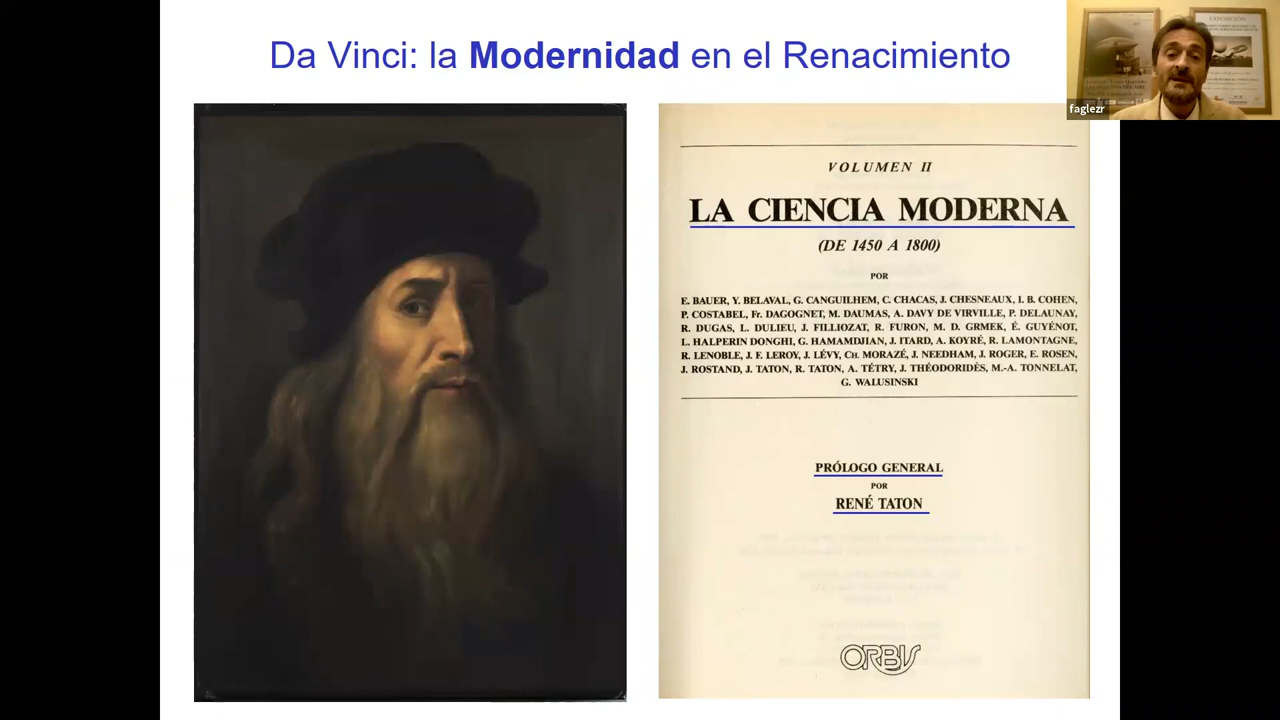 Da Vinci: la Modernidad en el Renacimiento
VOLUMEN II
LA CIENCIA MODERNA
(DE 1450 A 1800)
POR
E. BAUER, Y. BELAVAL, G. CANGUILHEM, C. CHACAS, J. CHESNEAUX, I. B. COHEN,
P. COSTABEL, Fr. DAGOGNET, M. DAUMAS, A. DAVY DE VIRVILLE, P. DELAUNAY,
R. DUGAS, L. DULIEU, J. FILLIOZAT, R. FURON, M. D. GRMEK, É. GUYÉNOT,
L. HALPERIN DONGHI, G. HAMAMDJIAN, J. ITARD, A. KOYRÉ, R. LAMONTAGNE,
R. LENOBLE, J. F. LEROY, J. LÉVY, CH. MORAZÉ, J. NEEDHAM, J. ROGER, E. ROSEN,
J. ROSTAND, J. TATON, R. TATON, A. TÉTRY, J. THÉODORIDÈS, M.-A. TONNELAT,
G. WALUSINSKI
PRÓLOGO GENERAL
POR
RENÉ TATON
ORBIS
EXPOSICIÓN
faglezr